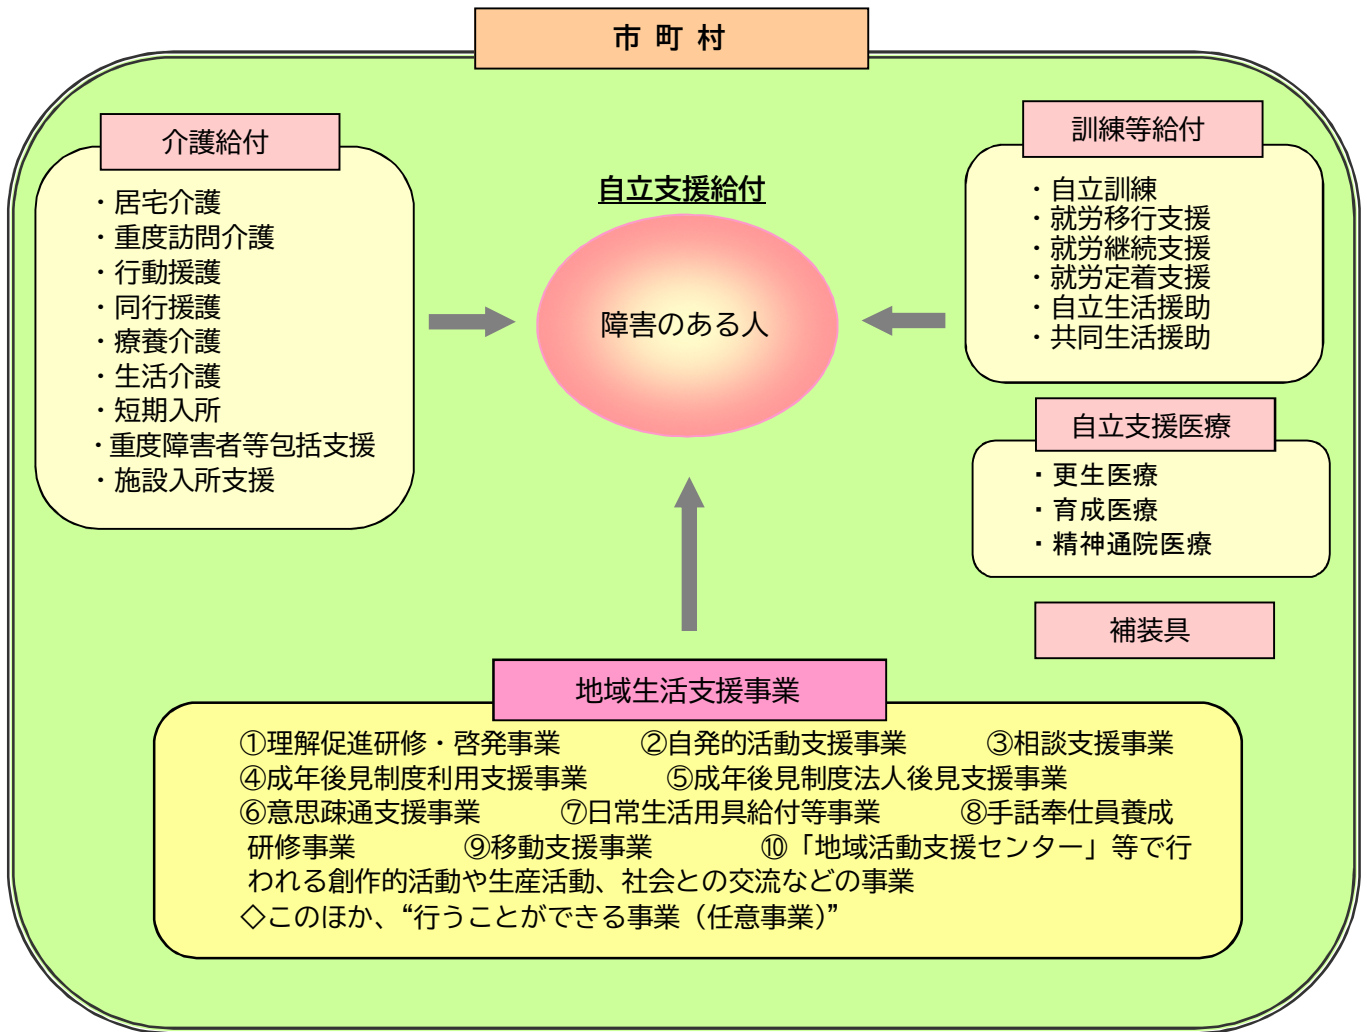 市 町 村
介護給付
・居宅介護
・重度訪問介護
・行動援護
・同行援護
・療養介護
・生活介護
・短期入所
・重度障害者等包括支援
・施設入所支援
自立支援給付
障害のある人
訓練等給付
・自立訓練
・就労移行支援
・就労継続支援
・就労定着支援
・自立生活援助
・共同生活援助
自立支援医療
・更生医療
・育成医療
・精神通院医療
補装具
地域生活支援事業
①理解促進研修・啓発事業　②自発的活動支援事業　③相談支援事業
④成年後見制度利用支援事業　⑤成年後見制度法人後見支援事業
⑥意思疎通支援事業　⑦日常生活用具給付等事業　⑧手話奉仕員養成
研修事業　⑨移動支援事業　⑩「地域活動支援センター」等で行
われる創作的活動や生産活動、社会との交流などの事業
◇このほか、“行うことができる事業（任意事業）”